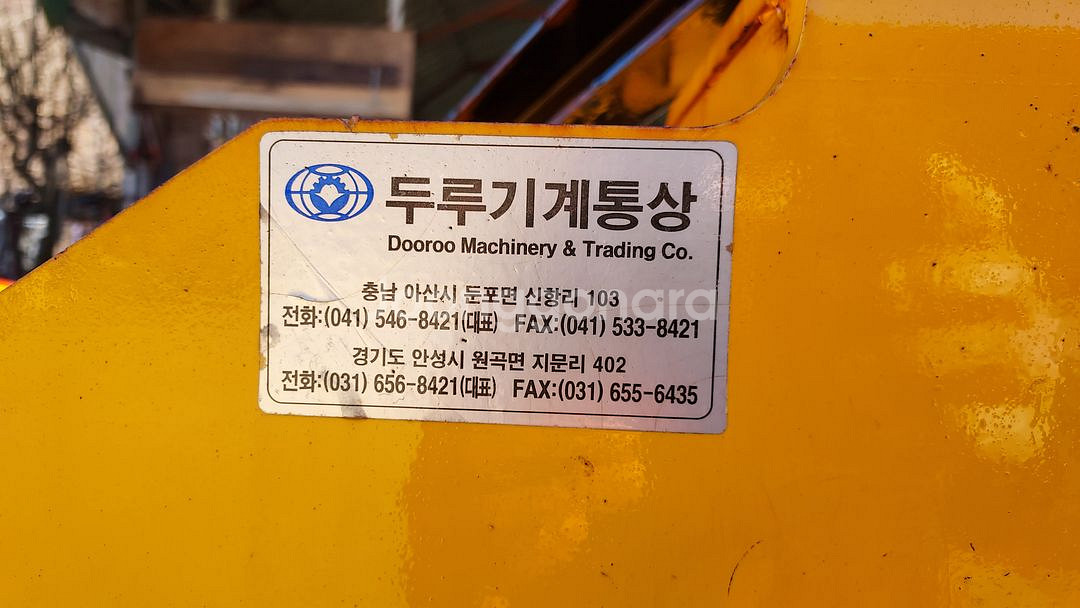 두루기계통상
Dooroo Machinery & Trading Co.
충남 아산시 둔포면 신항리 103
전화:(041) 546-8421(대표) FAX:(041) 533-8421
경기도 안성시 원곡면 지문리 402
전화:(031) 656-8421(대표) FAX:(031) 655-6435